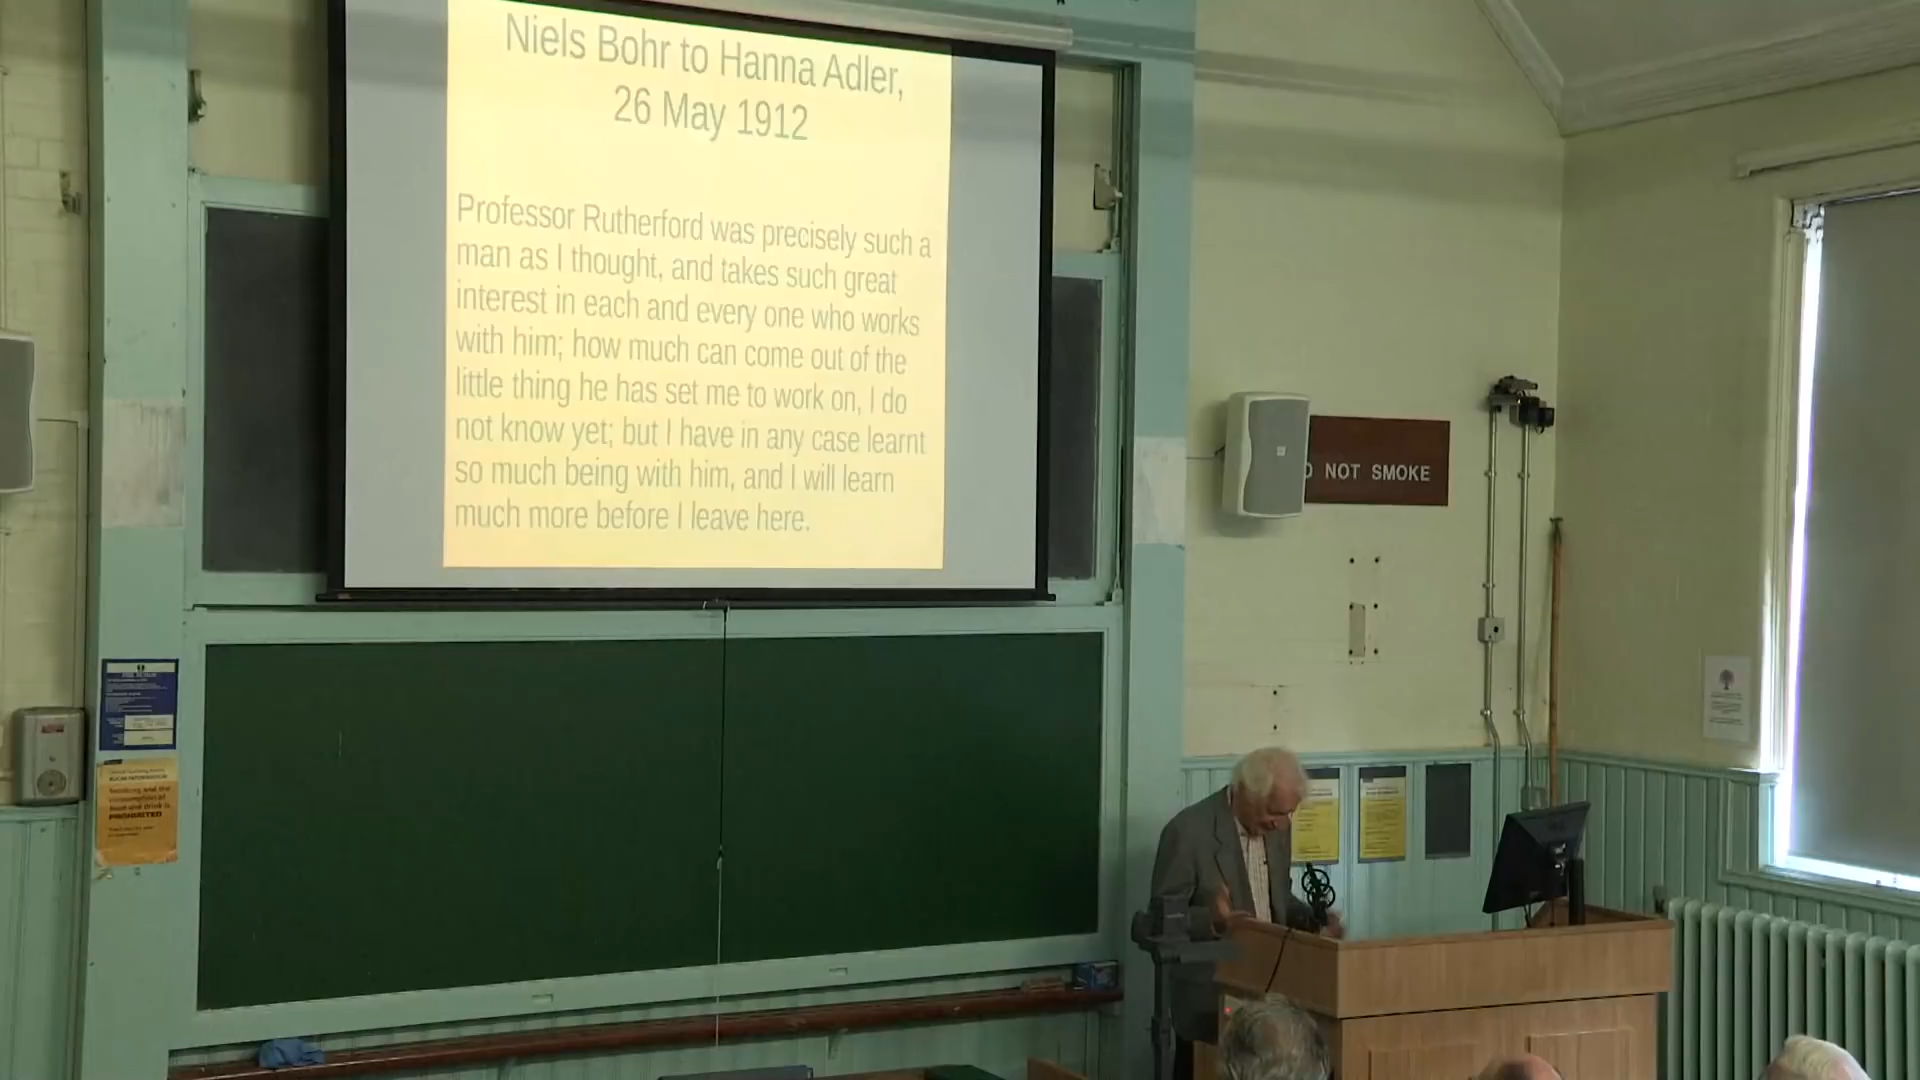 Niels Bohr to Hanna Adler,
26 May 1912
Professor Rutherford was precisely such a
man as I thought, and takes such great
interest in each and every one who works
with him; how much can come out of the
little thing he has set me to work on, I do
not know yet; but I have in any case learnt
so much being with him, and I will learn
much more before I leave here.
NOT SMOKE
PROHIBITED